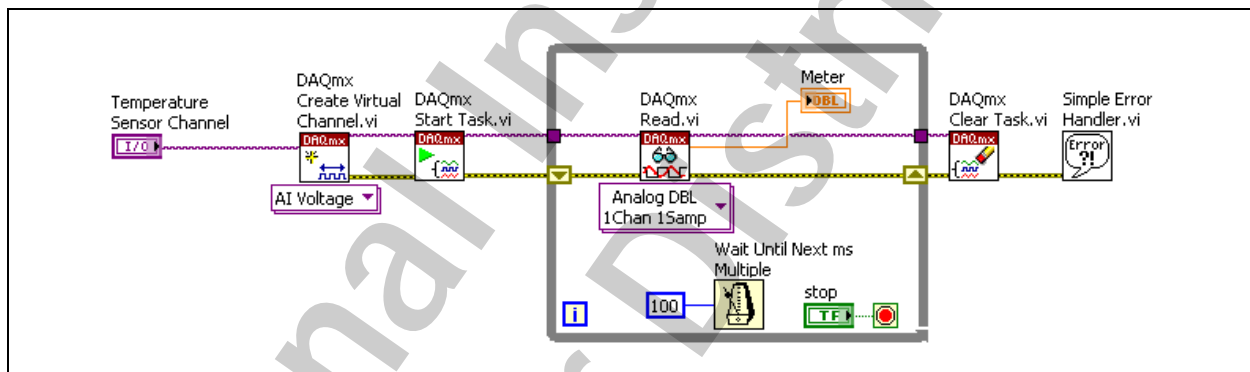 Temperature
Sensor Channel
I/O
DAQmx
Create Virtual
Channel.vi
DAQmx
AI Voltage
DAQmx
Start Task.vi
DAQmx
DAQmx
Read.vi
DAQmx
Analog DBL
1Chan 1Samp
Meter
DBL
Wait Until Next ms
Multiple
100
i
stop
TF
DAQmx
Clear Task.vi
DAQmx
Simple Error
Handler.vi
Error
?!